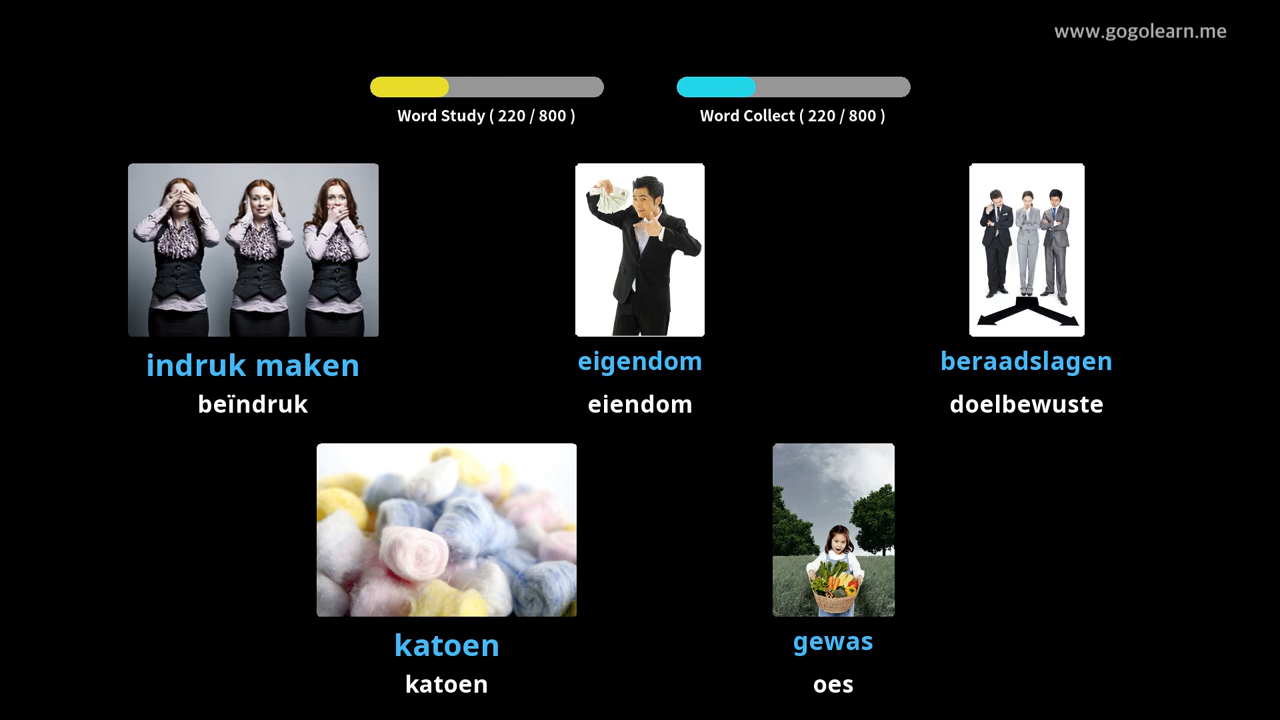 www.gogolearn.me
Word Study ( 220 / 800 )
Word Collect ( 220 / 800 )
indruk maken
beïndruk
eigendom
eiendom
beraadslagen
doelbewuste
katoen
katoen
gewas
oes